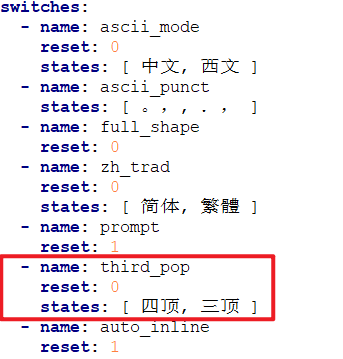 switches:
  - name: ascii_mode
    reset: 0
    states: [ 中文, 西文 ]
  - name: ascii_punct
    states: [ 。，, ．， ]
  - name: full_shape
    reset: 0
  - name: zh_trad
    reset: 0
    states: [ 简体, 繁體 ]
  - name: prompt
    reset: 1
  - name: third_pop
    reset: 0
    states: [ 四顶, 三顶 ]
  - name: auto_inline
    reset: 1